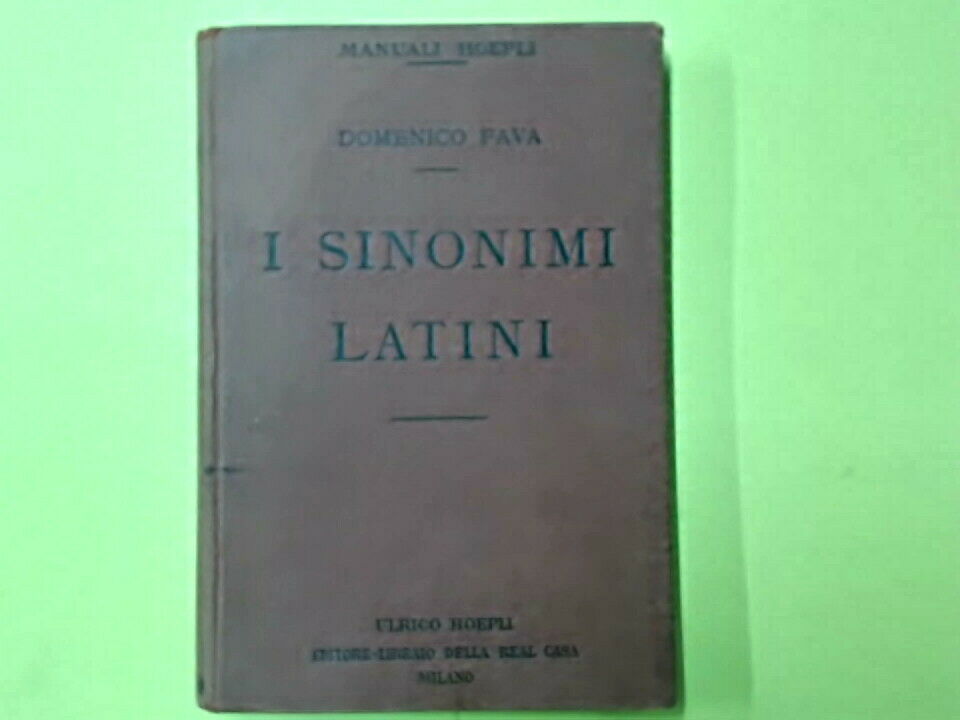 MANUALI HOEPLI
DOMENICO FAVA
I SINONIMI
LATINI
ULRICO HOEPLI
EDITORE-LIBRAIO DELLA REAL CASA
MILANO